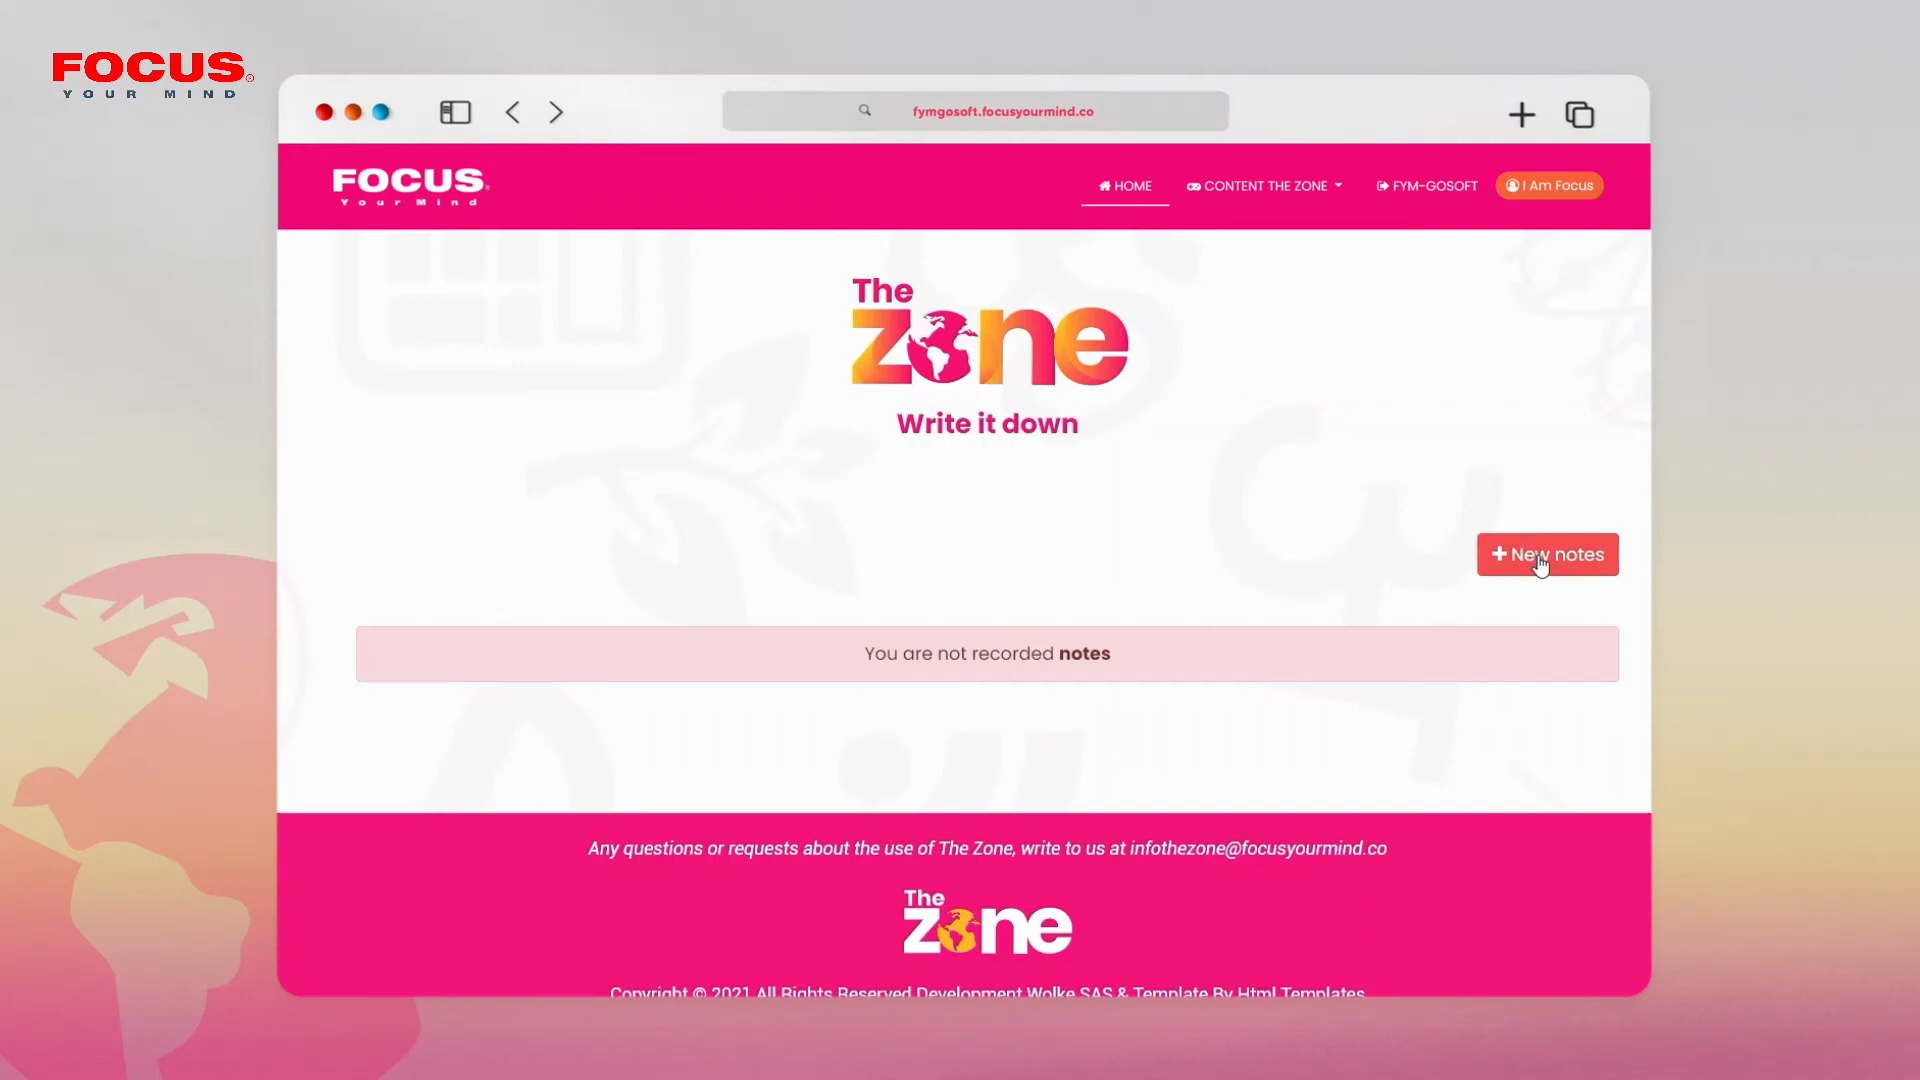 FOCUS®
YOUR MIND
fymgosoft.focusyourmind.co
FOCUS®
Your Mind
HOME
CONTENT THE ZONE
FYM-GOSOFT
I Am Focus
The
zone
Write it down
New notes
You are not recorded notes
Any questions or requests about the use of The Zone, write to us at infothezone@focusyourmind.co
The
zone
Copyright © 2021 All Rights Reserved Development Wolke SAS & Template By Html Templates